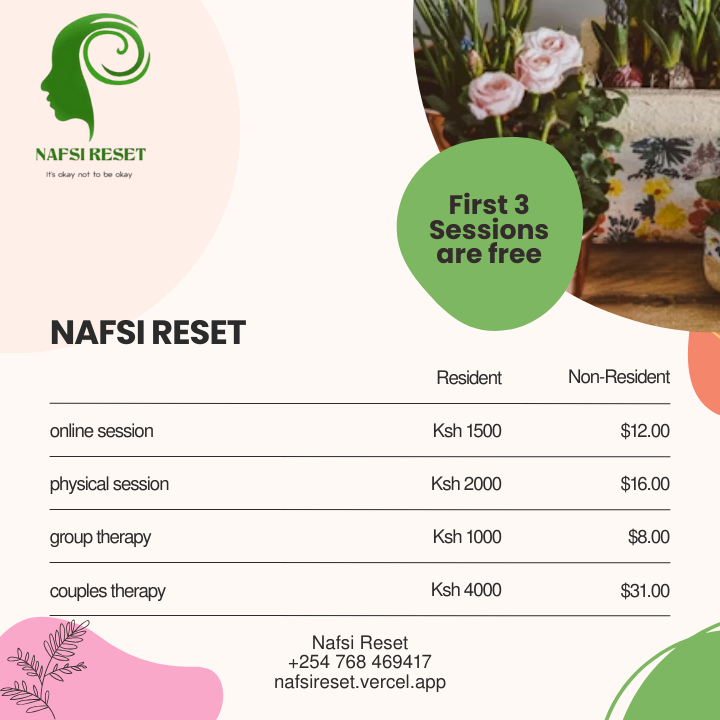 NAFSI RESET
It's okay not to be okay
First 3
Sessions
are free
NAFSI RESET
Resident Non-Resident
online session Ksh 1500 $12.00
physical session Ksh 2000 $16.00
group therapy Ksh 1000 $8.00
couples therapy Ksh 4000 $31.00
Nafsi Reset
+254 768 469417
nafsireset.vercel.app